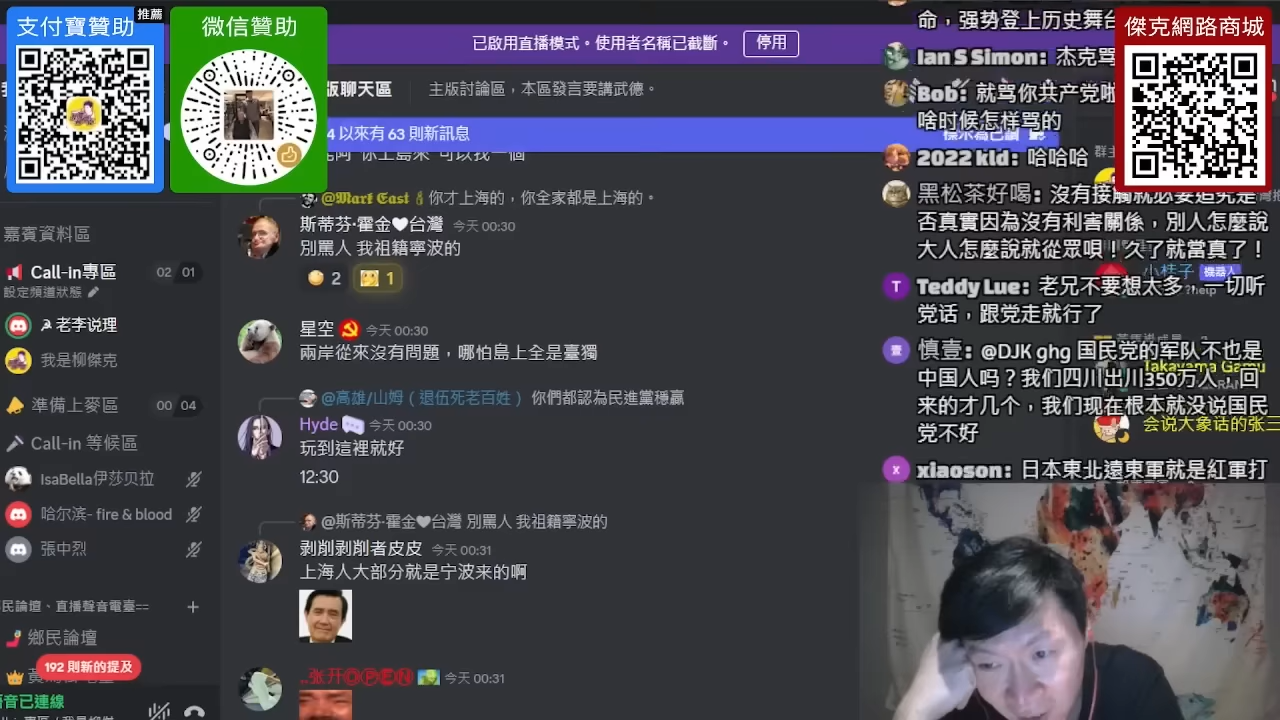 支付寶贊助
推薦
微信贊助
傑克網路商城
已啟用直播模式。使用者名稱已截斷。
停用
版聊天區
主版討論區，本區發言要講武德。
4 以來有 63 則新訊息
@Mark East 你才上海的，你全家都是上海的。
斯蒂芬·霍金🤍台灣 今天 00:30
別罵人 我祖籍寧波的
2
1
星空 今天 00:30
兩岸從來沒有問題，哪怕島上全是臺獨
@高雄/山姆（退伍死老百姓） 你們都認為民進黨穩贏
Hyde 今天 00:30
玩到這裡就好
12:30
@斯蒂芬·霍金🤍台灣 別罵人 我祖籍寧波的
剥削剥削者皮皮 今天 00:31
上海人大部分就是宁波来的啊
..张开OPEN 今天 00:31
嘉賓資料區
Call-in專區 02 01
設定頻道狀態
☭ 老李说理
我是柳傑克
準備上麥區 00 04
Call-in 等候區
IsaBella伊莎贝拉
哈尔滨- fire & blood
張中烈
民論壇、直播聲音電臺==
鄉民論壇
192 則新的提及
音已連線
命，强势登上历史舞台
Ian S Simon: 杰克骂
Bob: 就骂你共产党啦
啥时候怎样骂的
2022 kid: 哈哈哈
黑松茶好喝: 沒有接觸就必要追究是
否真實因為沒有利害關係，別人怎麼說
大人怎麼說就從眾唄！久了就當真了！
小桂子
機器人
Teddy Lue: 老兄不要想太多，一切听
党话，跟党走就行了
慎壹: @DJK ghg 国民党的军队不也是
中国人吗？我们四川出川350万人，回
来的才几个，我们现在根本就没说国民
党不好
Takayama Gamu
会说大象话的张三
xiaoson: 日本東北遠東軍就是紅軍打